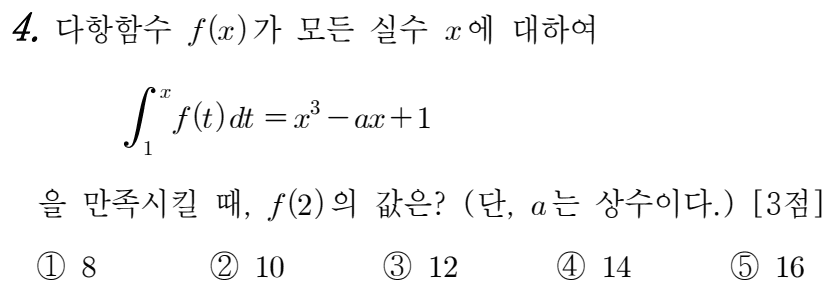 4. 다항함수 f(x)가 모든 실수 x에 대하여
∫₁ˣ f(t)dt = x³ − ax + 1
을 만족시킬 때, f(2)의 값은? (단, a는 상수이다.) [3점]
① 8 ② 10 ③ 12 ④ 14 ⑤ 16